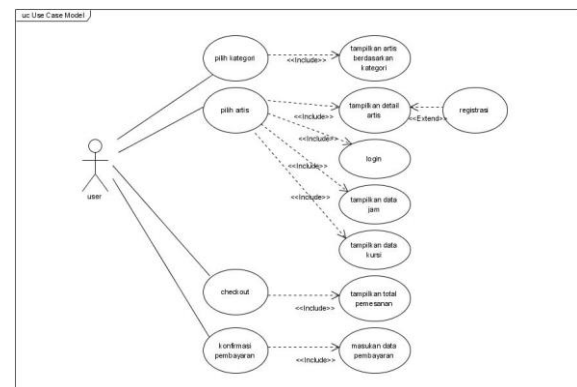 uc Use Case Model
pilih kategori
<<Include>>
tampilkan artis
berdasarkan
kategori
pilih artis
<<Include>>
tampilkan detail
artis
<<Extend>>
registrasi
<<Include>>
login
<<Include>>
tampilkan data
jam
<<Include>>
tampilkan data
kursi
user
checkout
<<Include>>
tampilkan total
pemesanan
konfirmasi
pembayaran
<<Include>>
masukan data
pembayaran